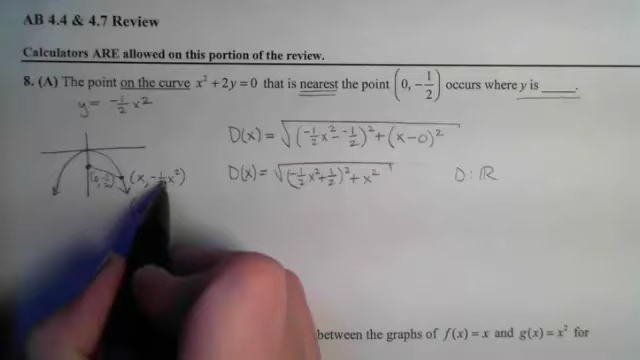 AB 4.4 & 4.7 Review
Calculators ARE allowed on this portion of the review.
8. (A) The point on the curve x² + 2y = 0 that is nearest the point (0, -1/2) occurs where y is _____.
y = -1/2 x²
D(x) = √((-1/2 x² - -1/2)² + (x-0)²)
(0, -1/2) (x, -1/2 x²)
D(x) = √((-1/2 x² + 1/2)² + x²) D: ℝ
between the graphs of f(x) = x and g(x) = x² for